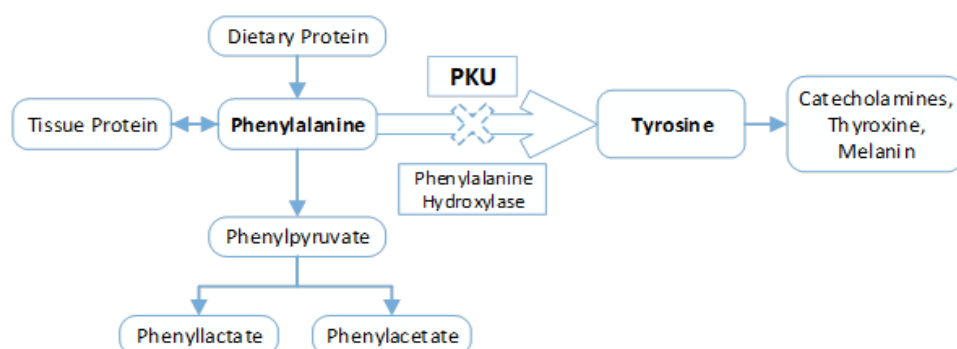 Dietary Protein
PKU
Tissue Protein
Phenylalanine
Tyrosine
Catecholamines,
Thyroxine,
Melanin
Phenylalanine
Hydroxylase
Phenylpyruvate
Phenyllactate
Phenylacetate